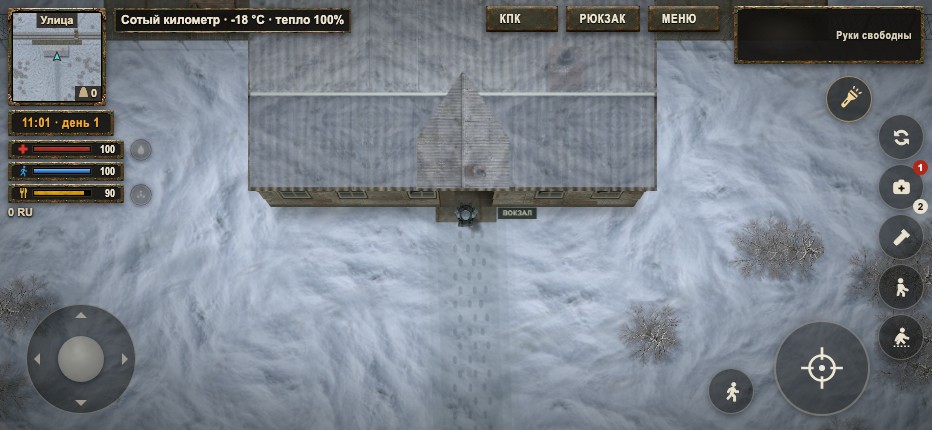 Улица
0
Сотый километр · -18 °C · тепло 100%
КПК
РЮКЗАК
МЕНЮ
Руки свободны
11:01 · день 1
100
100
90
0 RU
1
2
ВОКЗАЛ